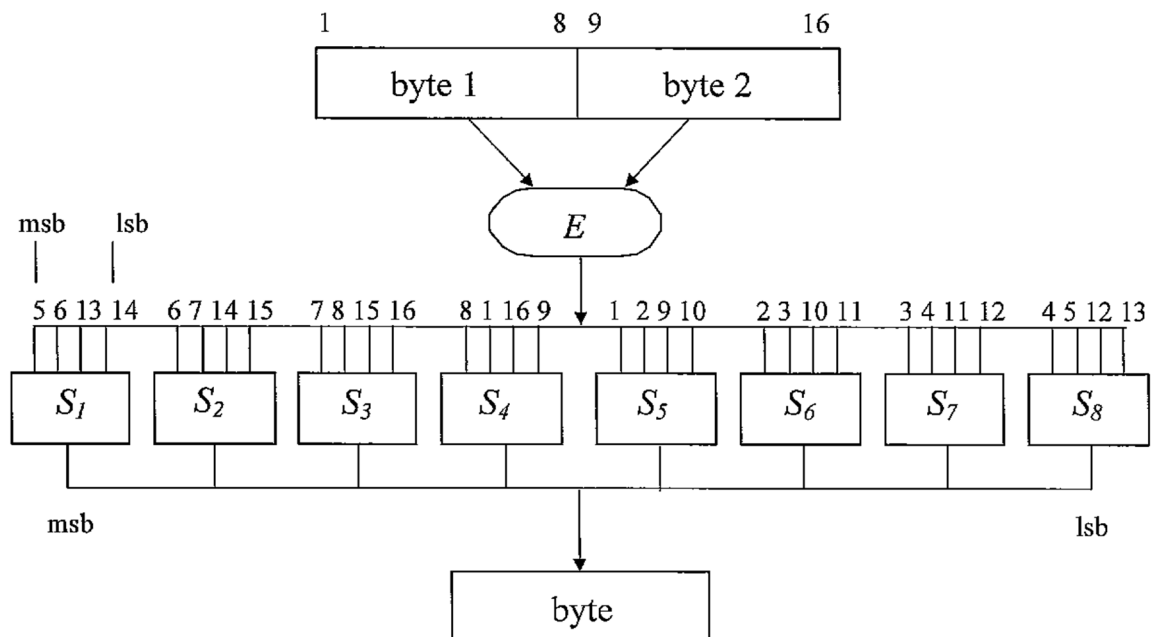 1 8 9 16
byte 1 byte 2
E
msb lsb
5 6 13 14 6 7 14 15 7 8 15 16 8 1 16 9 1 2 9 10 2 3 10 11 3 4 11 12 4 5 12 13
S1 S2 S3 S4 S5 S6 S7 S8
msb lsb
byte